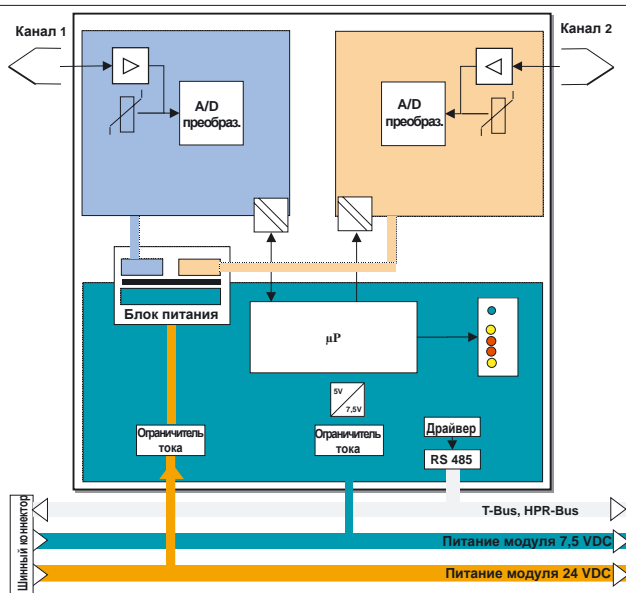 Канал 1
Канал 2
A/D
преобраз.
A/D
преобраз.
Блок питания
µP
5V
7,5V
Ограничитель
тока
Ограничитель
тока
Драйвер
RS 485
Шинный коннектор
T-Bus, HPR-Bus
Питание модуля 7,5 VDC
Питание модуля 24 VDC